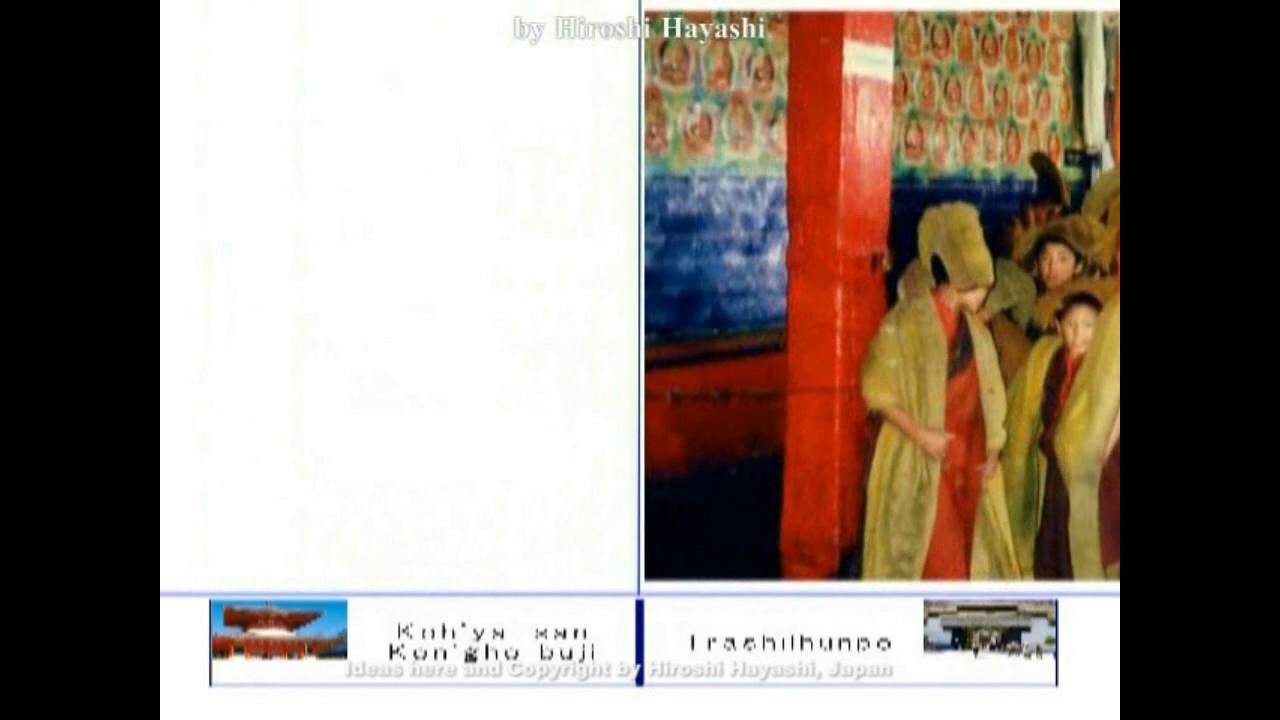 by Hiroshi Hayashi
Koh'ya san
Kon'gho buji
Trashilhunpo
Ideas here and Copyright by Hiroshi Hayashi, Japan